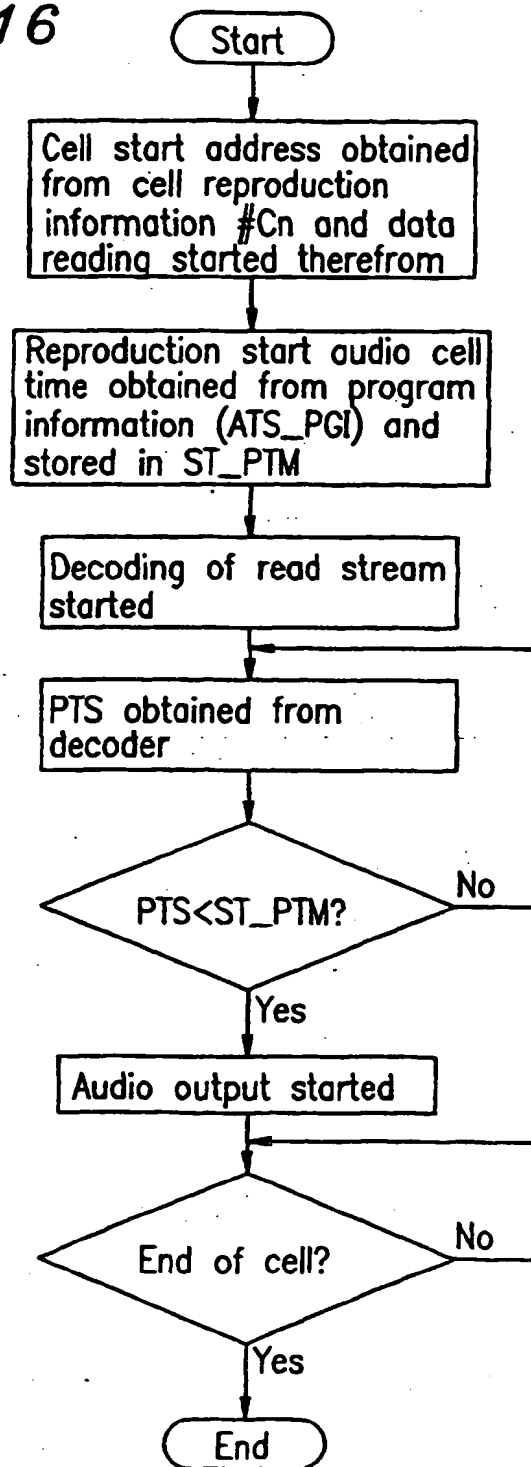 16
Start
Cell start address obtained
from cell reproduction
information #Cn and data
reading started therefrom
Reproduction start audio cell
time obtained from program
information (ATS_PGI) and
stored in ST_PTM
Decoding of read stream
started
PTS obtained from
decoder
PTS<ST_PTM?
No
Yes
Audio output started
End of cell?
No
Yes
End